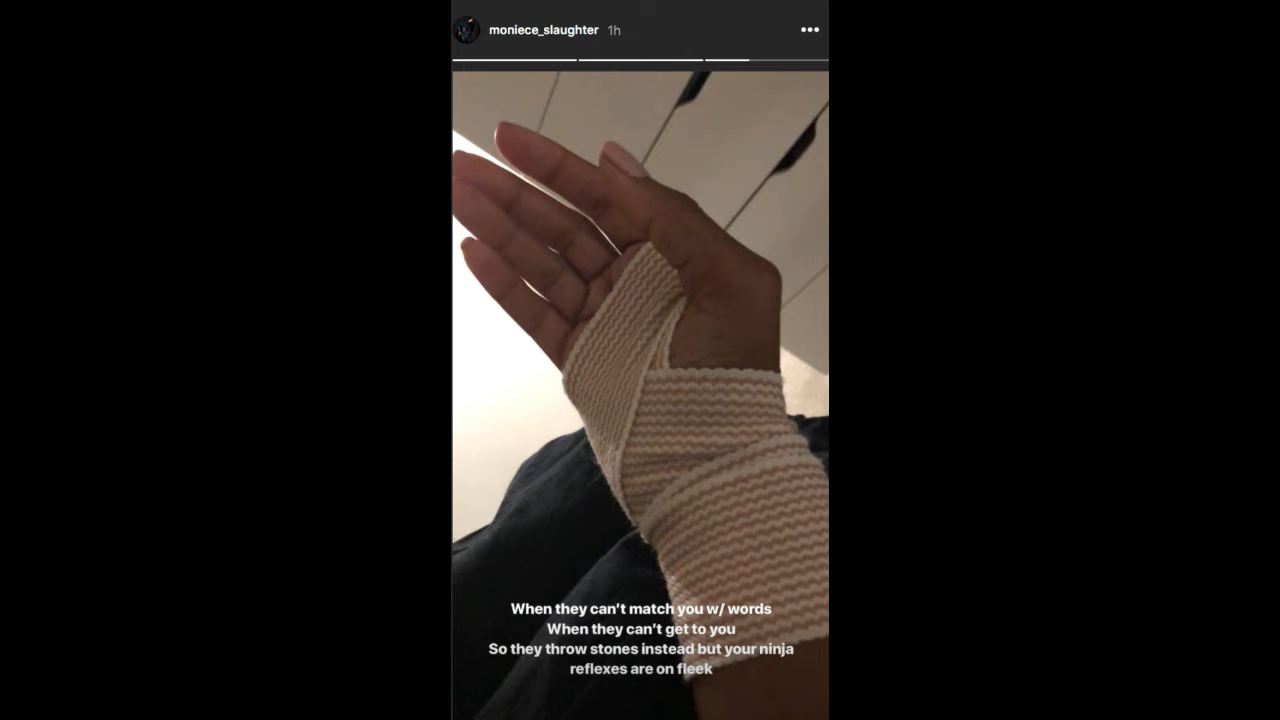 moniece_slaughter 1h
When they can't match you w/ words
When they can't get to you
So they throw stones instead but your ninja
reflexes are on fleek